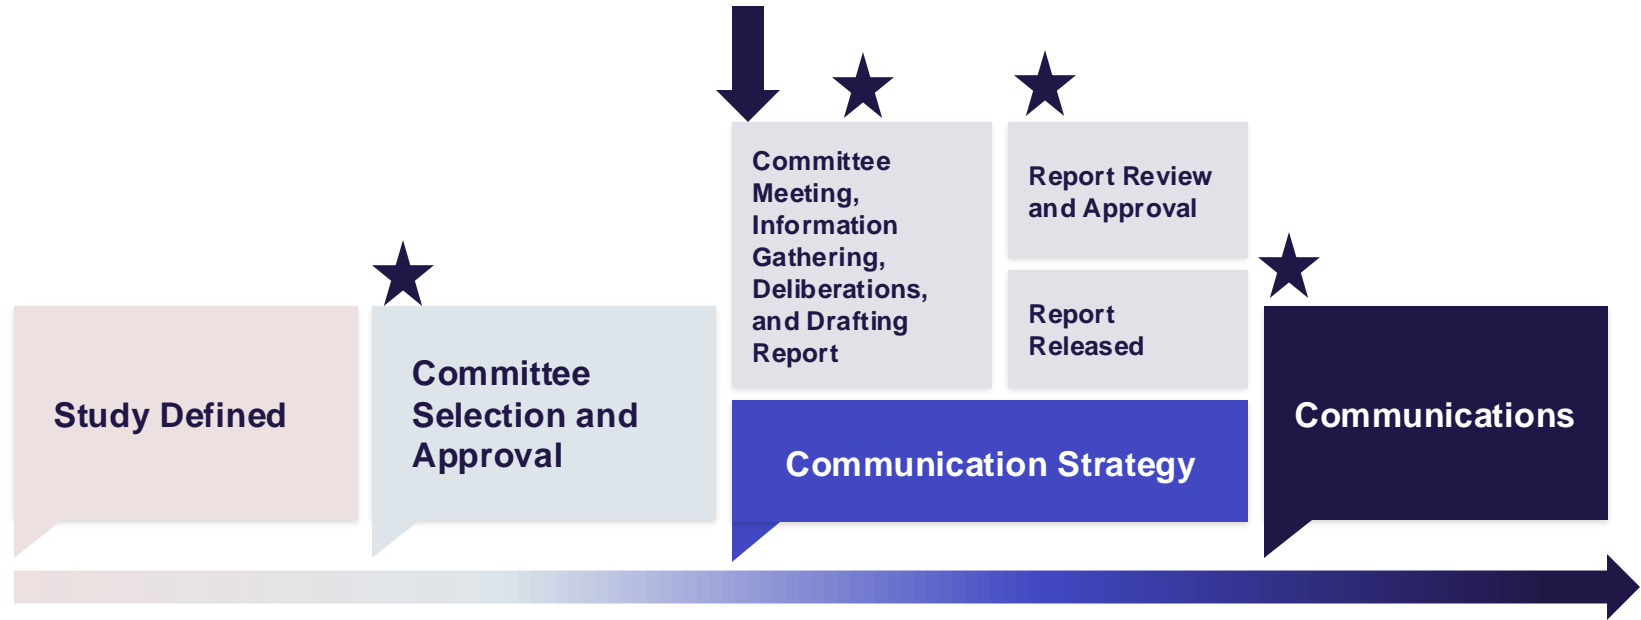 Study Defined
Committee
Selection and
Approval
Committee
Meeting,
Information
Gathering,
Deliberations,
and Drafting
Report
Report Review
and Approval
Report
Released
Communication Strategy
Communications